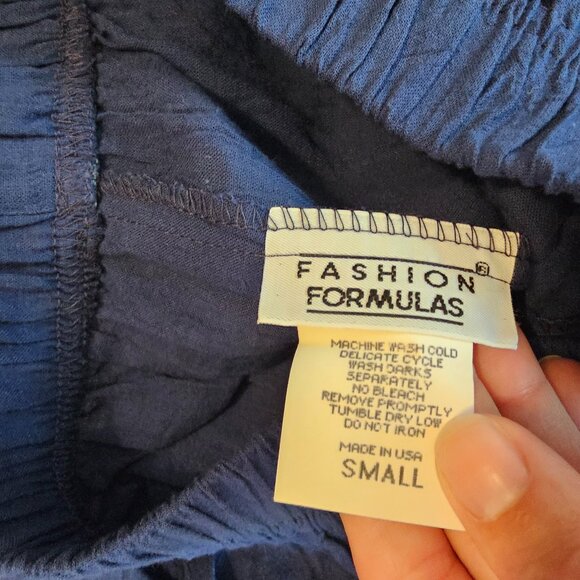 FASHION®
FORMULAS
MACHINE WASH COLD
DELICATE CYCLE
WASH DARKS
SEPARATELY
NO BLEACH
REMOVE PROMPTLY
TUMBLE DRY LOW
DO NOT IRON
MADE IN USA
SMALL